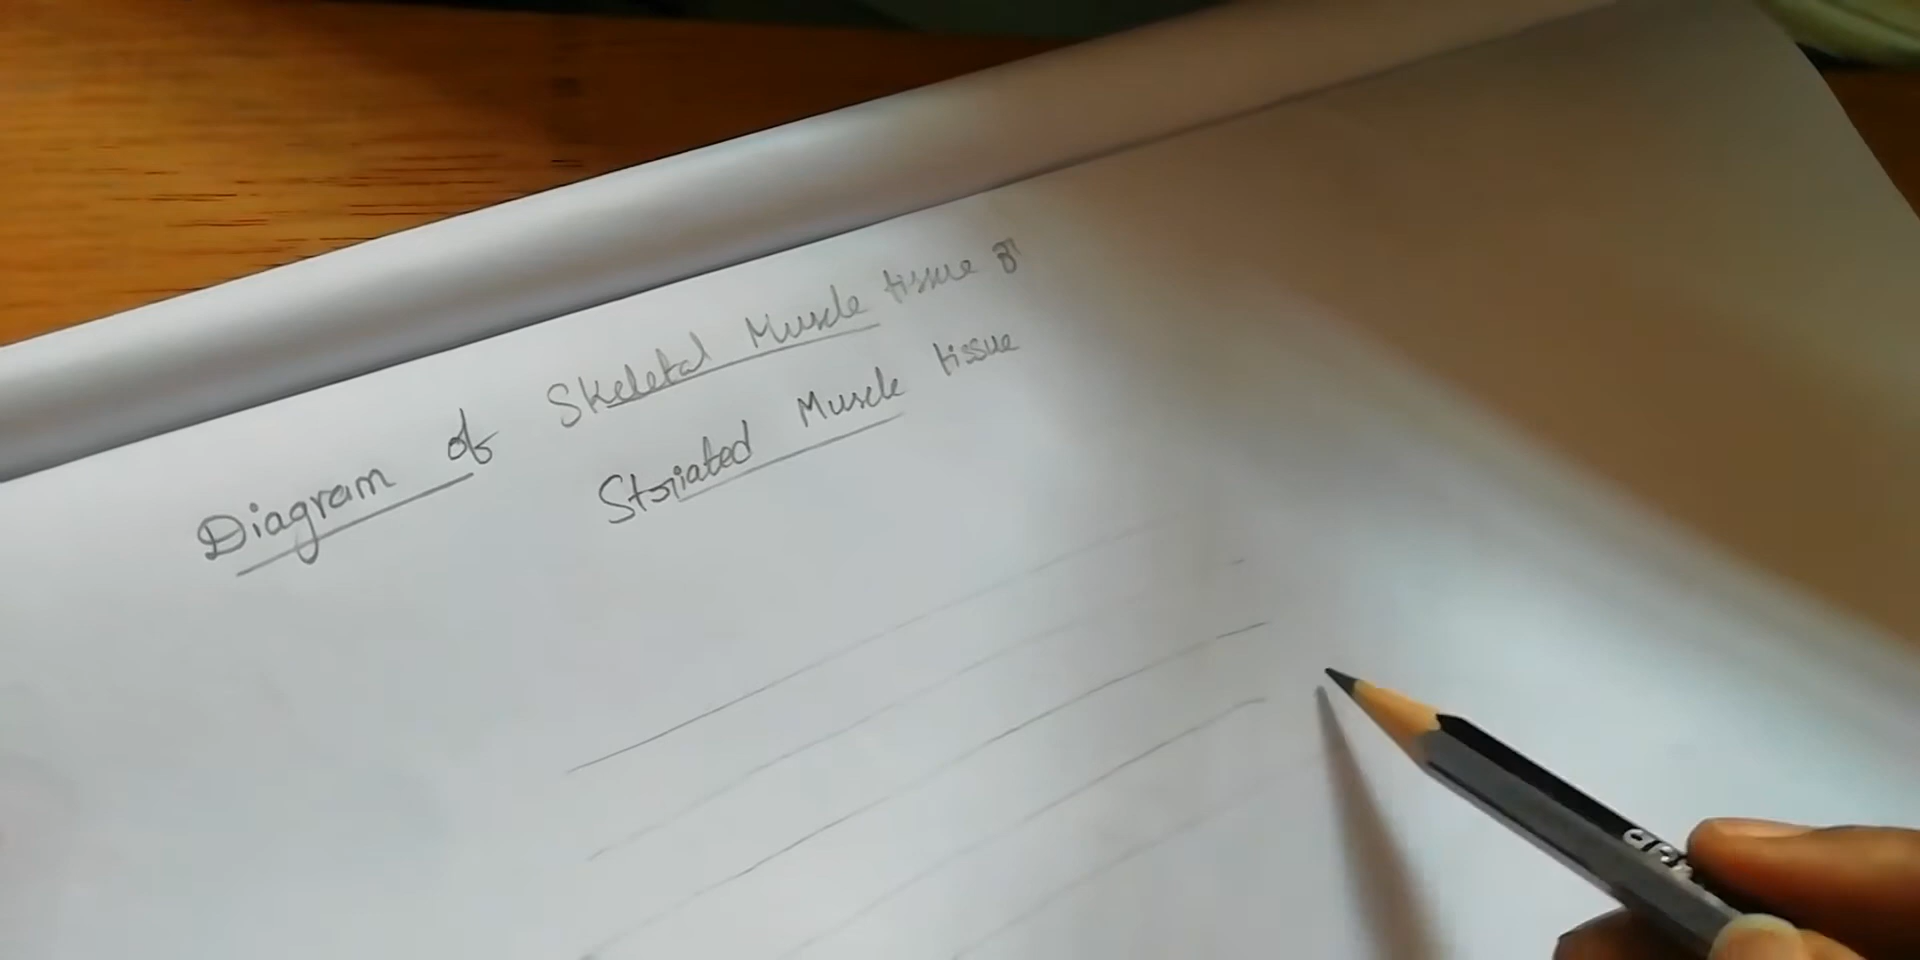 Diagram of Skeletal Muscle tissue or
Striated Muscle tissue